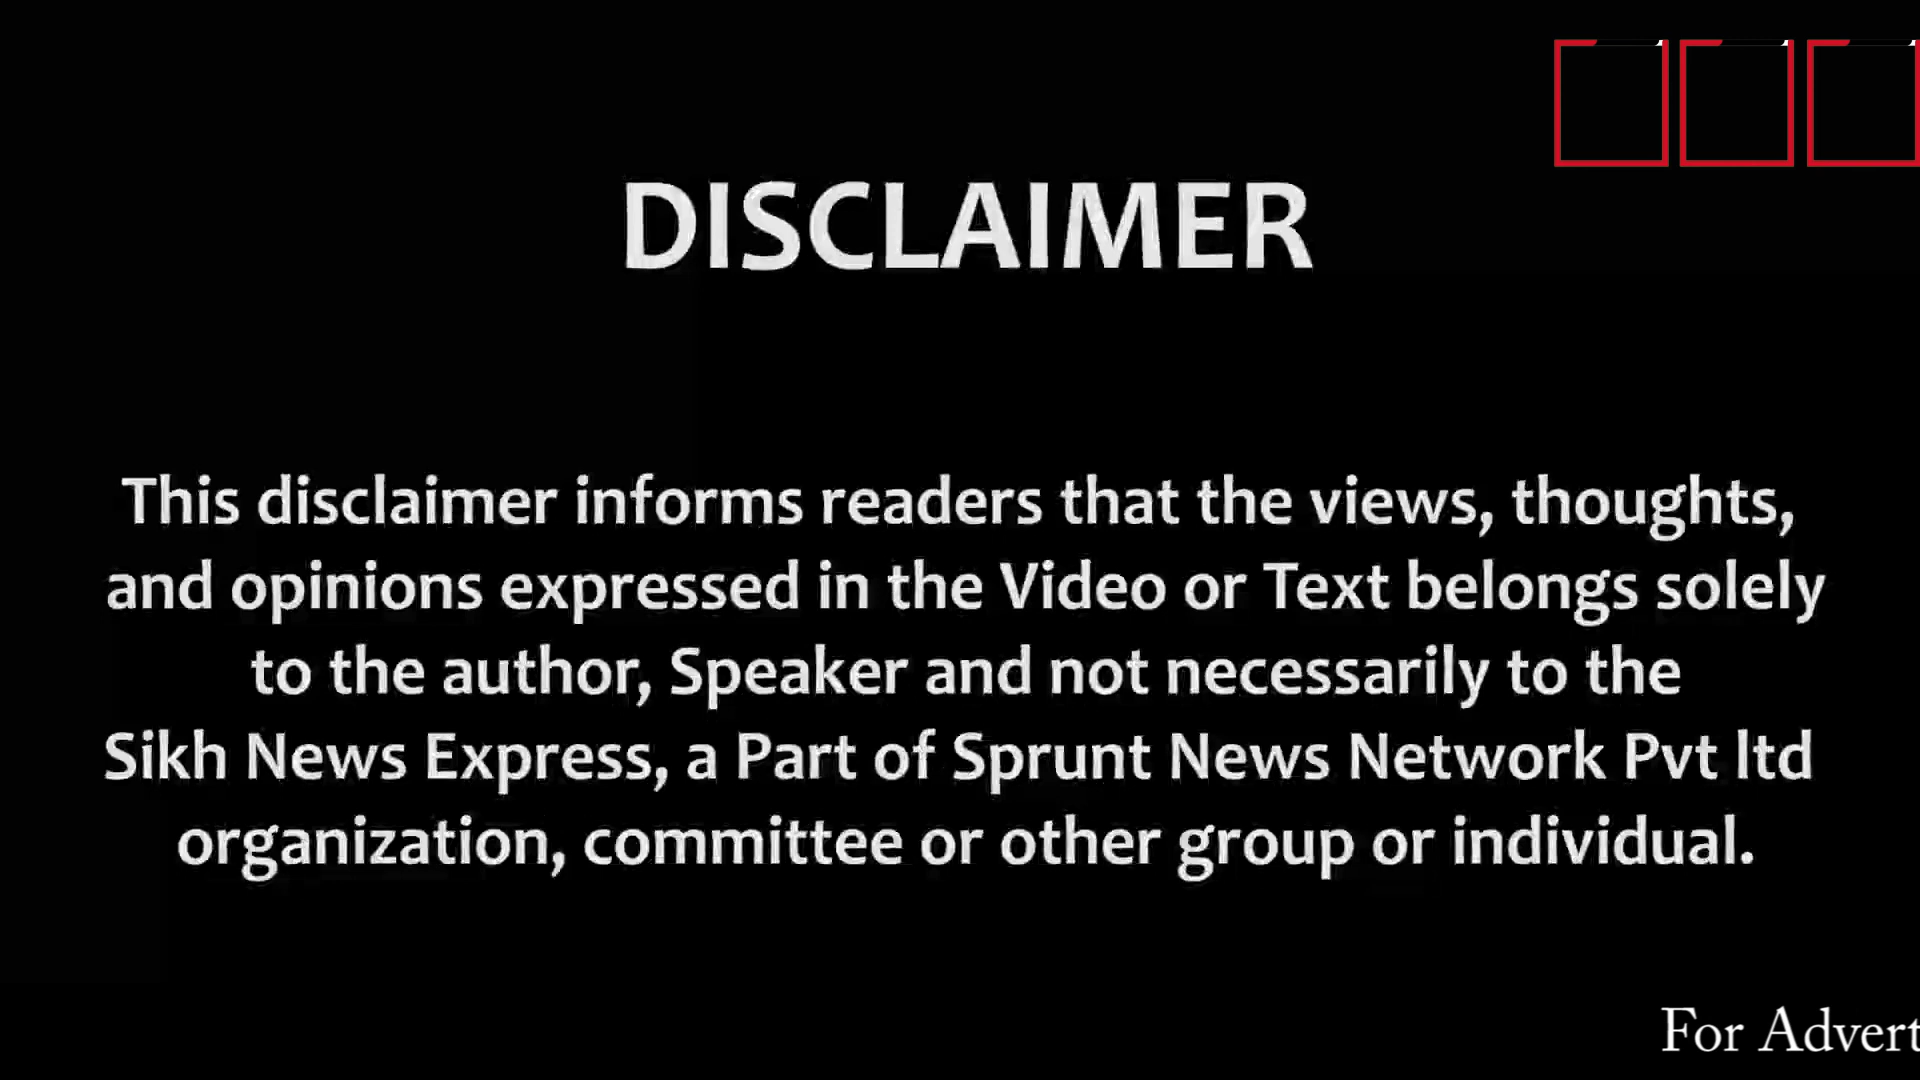 DISCLAIMER
This disclaimer informs readers that the views, thoughts,
and opinions expressed in the Video or Text belongs solely
to the author, Speaker and not necessarily to the
Sikh News Express, a Part of Sprunt News Network Pvt ltd
organization, committee or other group or individual.
For Advert